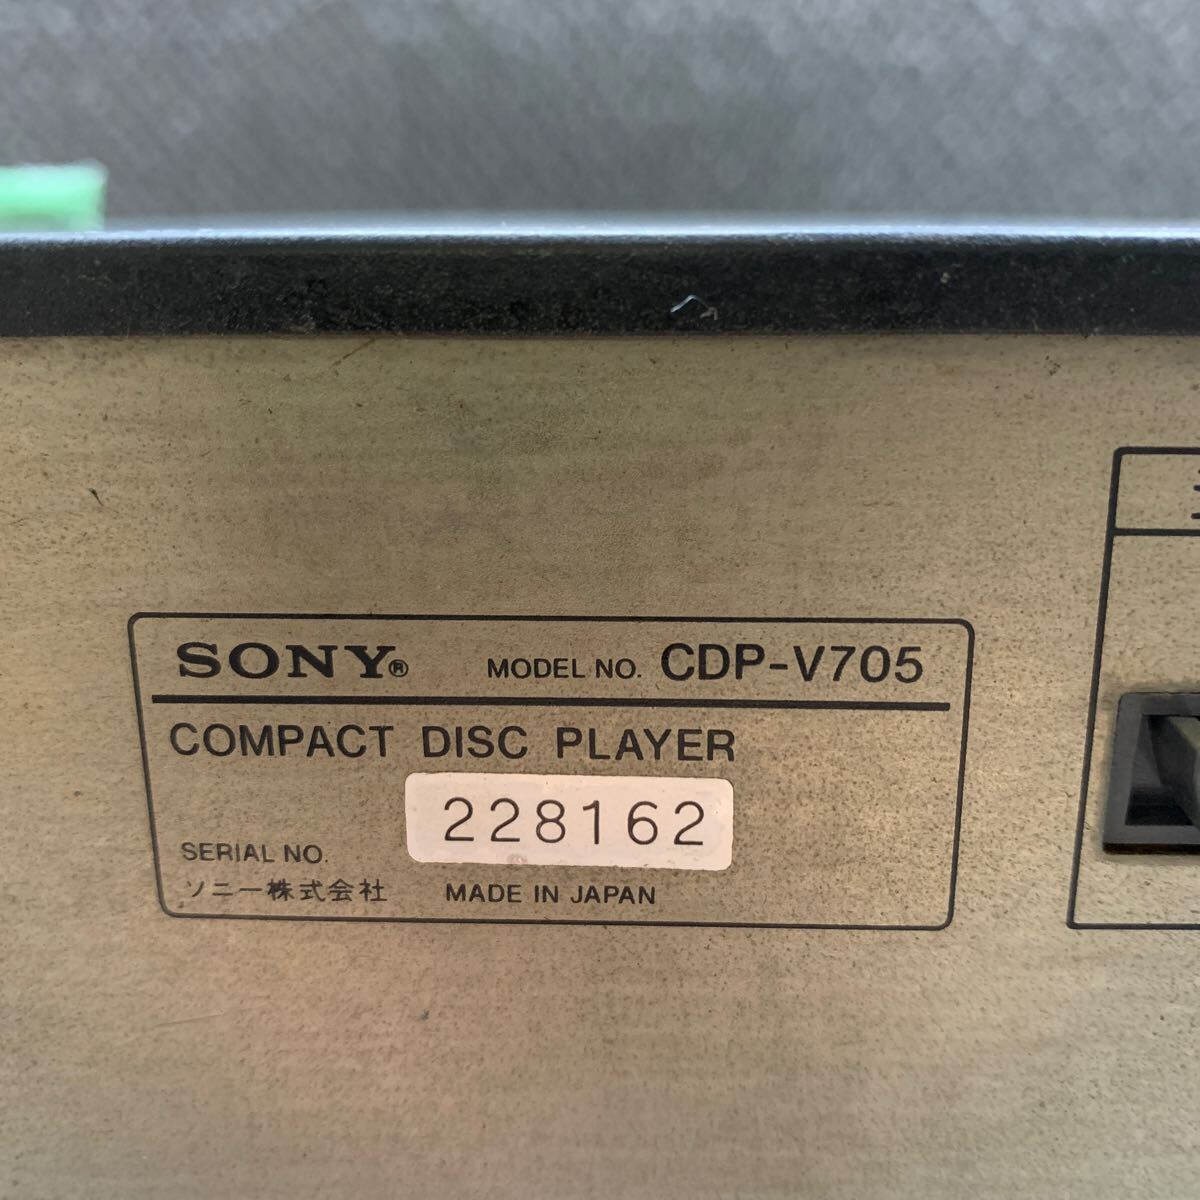 SONY® MODEL NO. CDP-V705
COMPACT DISC PLAYER
228162
SERIAL NO.
ソニー株式会社 MADE IN JAPAN